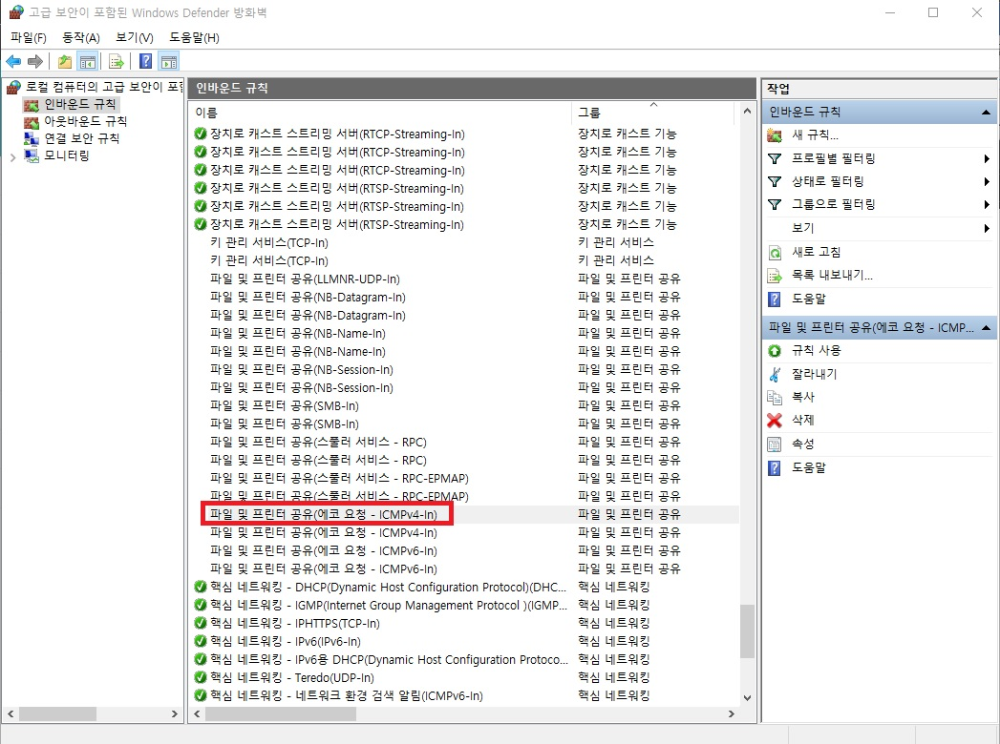 고급 보안이 포함된 Windows Defender 방화벽
파일(F) 동작(A) 보기(V) 도움말(H)
로컬 컴퓨터의 고급 보안이 포함
인바운드 규칙
아웃바운드 규칙
연결 보안 규칙
모니터링
인바운드 규칙
이름 그룹
장치로 캐스트 스트리밍 서버(RTCP-Streaming-In) 장치로 캐스트 기능
장치로 캐스트 스트리밍 서버(RTCP-Streaming-In) 장치로 캐스트 기능
장치로 캐스트 스트리밍 서버(RTCP-Streaming-In) 장치로 캐스트 기능
장치로 캐스트 스트리밍 서버(RTSP-Streaming-In) 장치로 캐스트 기능
장치로 캐스트 스트리밍 서버(RTSP-Streaming-In) 장치로 캐스트 기능
장치로 캐스트 스트리밍 서버(RTSP-Streaming-In) 장치로 캐스트 기능
키 관리 서비스(TCP-In) 키 관리 서비스
키 관리 서비스(TCP-In) 키 관리 서비스
파일 및 프린터 공유(LLMNR-UDP-In) 파일 및 프린터 공유
파일 및 프린터 공유(NB-Datagram-In) 파일 및 프린터 공유
파일 및 프린터 공유(NB-Datagram-In) 파일 및 프린터 공유
파일 및 프린터 공유(NB-Name-In) 파일 및 프린터 공유
파일 및 프린터 공유(NB-Name-In) 파일 및 프린터 공유
파일 및 프린터 공유(NB-Session-In) 파일 및 프린터 공유
파일 및 프린터 공유(NB-Session-In) 파일 및 프린터 공유
파일 및 프린터 공유(SMB-In) 파일 및 프린터 공유
파일 및 프린터 공유(SMB-In) 파일 및 프린터 공유
파일 및 프린터 공유(스풀러 서비스 - RPC) 파일 및 프린터 공유
파일 및 프린터 공유(스풀러 서비스 - RPC) 파일 및 프린터 공유
파일 및 프린터 공유(스풀러 서비스 - RPC-EPMAP) 파일 및 프린터 공유
파일 및 프린터 공유(스풀러 서비스 - RPC-EPMAP) 파일 및 프린터 공유
파일 및 프린터 공유(에코 요청 - ICMPv4-In) 파일 및 프린터 공유
파일 및 프린터 공유(에코 요청 - ICMPv4-In) 파일 및 프린터 공유
파일 및 프린터 공유(에코 요청 - ICMPv6-In) 파일 및 프린터 공유
파일 및 프린터 공유(에코 요청 - ICMPv6-In) 파일 및 프린터 공유
핵심 네트워킹 - DHCP(Dynamic Host Configuration Protocol)(DHC... 핵심 네트워킹
핵심 네트워킹 - IGMP(Internet Group Management Protocol )(IGMP... 핵심 네트워킹
핵심 네트워킹 - IPHTTPS(TCP-In) 핵심 네트워킹
핵심 네트워킹 - IPv6(IPv6-In) 핵심 네트워킹
핵심 네트워킹 - IPv6용 DHCP(Dynamic Host Configuration Protoco... 핵심 네트워킹
핵심 네트워킹 - Teredo(UDP-In) 핵심 네트워킹
핵심 네트워킹 - 네트워크 환경 검색 알림(ICMPv6-In) 핵심 네트워킹
작업
인바운드 규칙
새 규칙...
프로필별 필터링
상태로 필터링
그룹으로 필터링
보기
새로 고침
목록 내보내기...
도움말
파일 및 프린터 공유(에코 요청 - ICMP...
규칙 사용
잘라내기
복사
삭제
속성
도움말